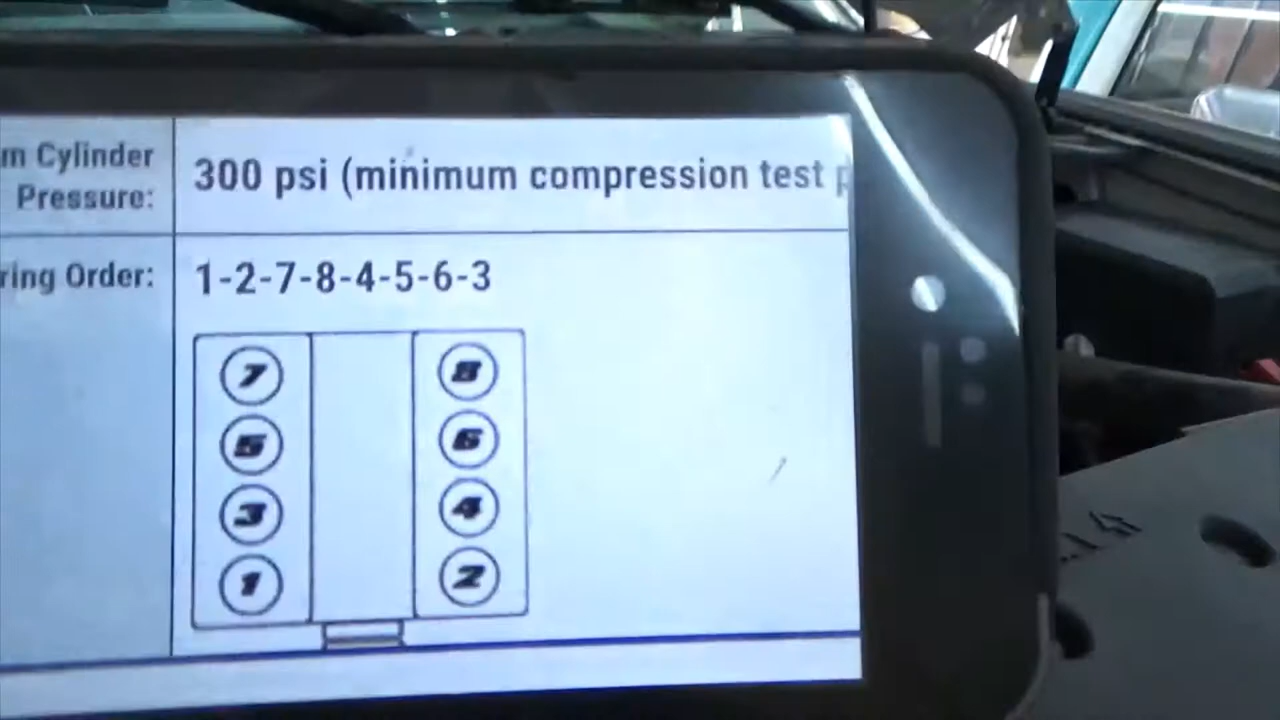 m Cylinder
Pressure:
300 psi (minimum compression test p
ring Order:
1-2-7-8-4-5-6-3
7 8
5 6
3 4
1 2